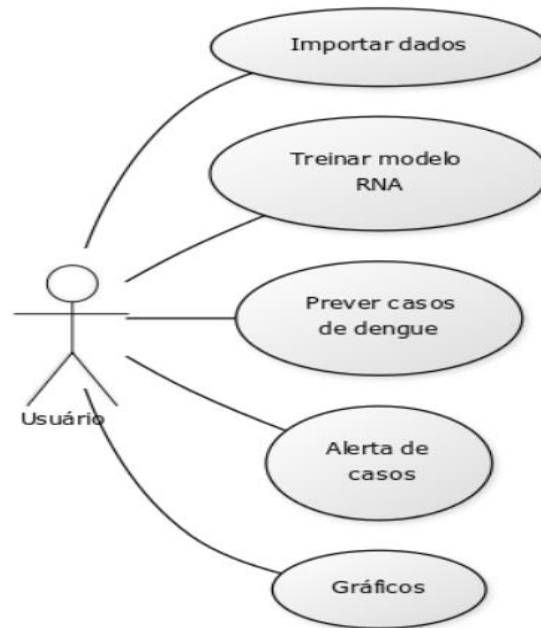 Importar dados
Treinar modelo
RNA
Prever casos
de dengue
Usuário
Alerta de
casos
Gráficos